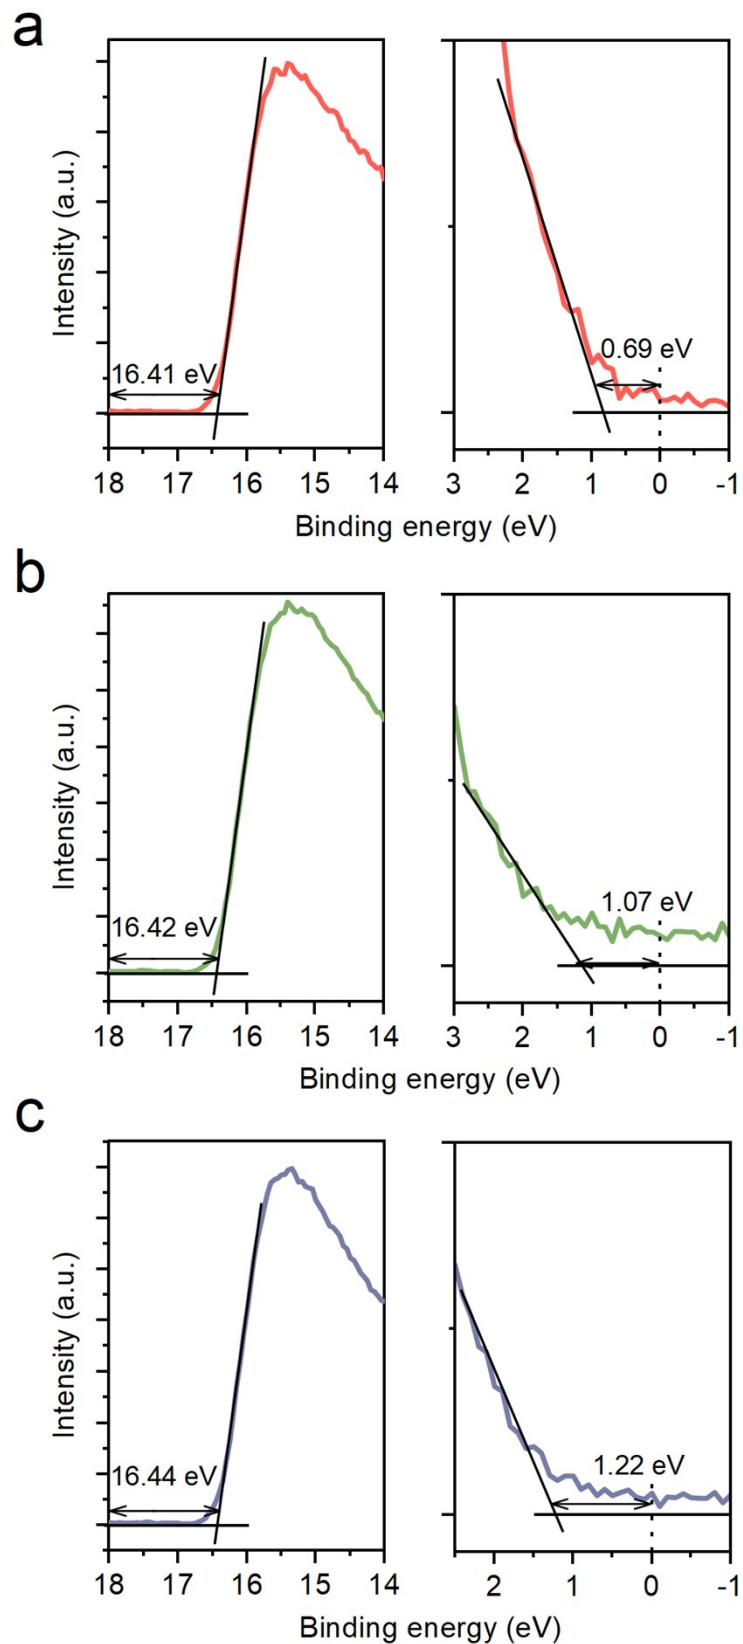 a
Intensity (a.u.)
16.41 eV
0.69 eV
18 17 16 15 14
3 2 1 0 -1
Binding energy (eV)
b
Intensity (a.u.)
16.42 eV
1.07 eV
18 17 16 15 14
3 2 1 0 -1
Binding energy (eV)
c
Intensity (a.u.)
16.44 eV
1.22 eV
18 17 16 15 14
2 1 0 -1
Binding energy (eV)